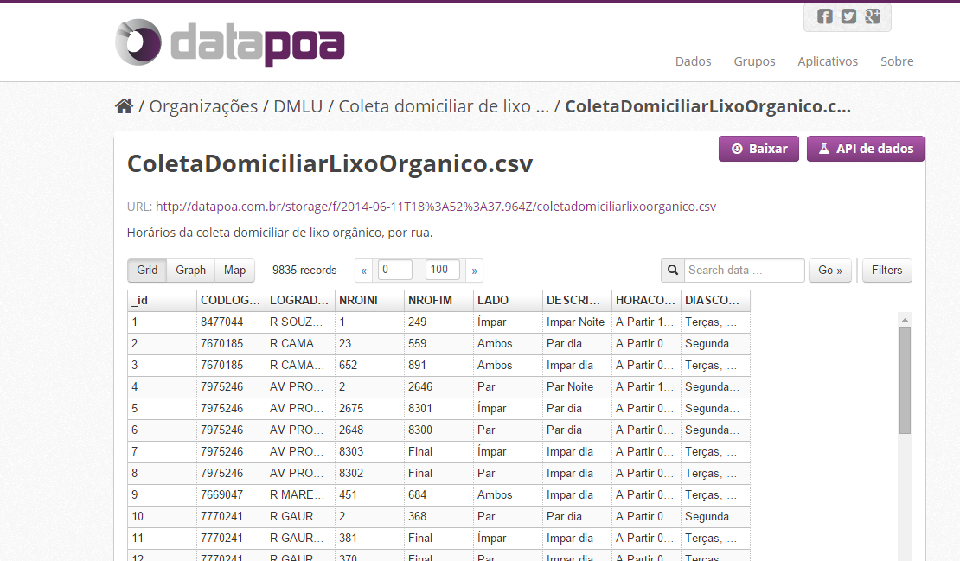 datapoa
Dados Grupos Aplicativos Sobre
/ Organizações / DMLU / Coleta domiciliar de lixo ... / ColetaDomiciliarLixoOrganico.c...
Baixar API de dados
ColetaDomiciliarLixoOrganico.csv
URL: http://datapoa.com.br/storage/f/2014-06-11T18%3A52%3A37.964Z/coletadomiciliarlixoorganico.csv
Horários da coleta domiciliar de lixo orgânico, por rua.
Grid Graph Map 9835 records « 0 100 » Search data ... Go » Filters
_id CODLOG... LOGRAD... NROINI NROFIM LADO DESCRI... HORACO... DIASCO...
1 8477044 R SOUZ... 1 249 Ímpar Impar Noite A Partir 1... Terças, ...
2 7670185 R CAMA... 23 559 Ambos Par dia A Partir 0... Segunda...
3 7670185 R CAMA... 652 891 Ambos Impar dia A Partir 0... Terças, ...
4 7975246 AV PRO... 2 2646 Par Par Noite A Partir 1... Segunda...
5 7975246 AV PRO... 2675 8301 Ímpar Par dia A Partir 0... Segunda...
6 7975246 AV PRO... 2648 8300 Par Par dia A Partir 0... Segunda...
7 7975246 AV PRO... 8303 Final Ímpar Impar dia A Partir 0... Terças, ...
8 7975246 AV PRO... 8302 Final Par Impar dia A Partir 0... Terças, ...
9 7669047 R MARE... 451 684 Ambos Impar dia A Partir 0... Terças, ...
10 7770241 R GAUR... 2 368 Par Par dia A Partir 0... Segunda...
11 7770241 R GAUR... 381 Final Ímpar Impar dia A Partir 0... Terças, ...
12 7770241 R GAUR... 370 Final Par Impar dia A Partir 0... Terças, ...